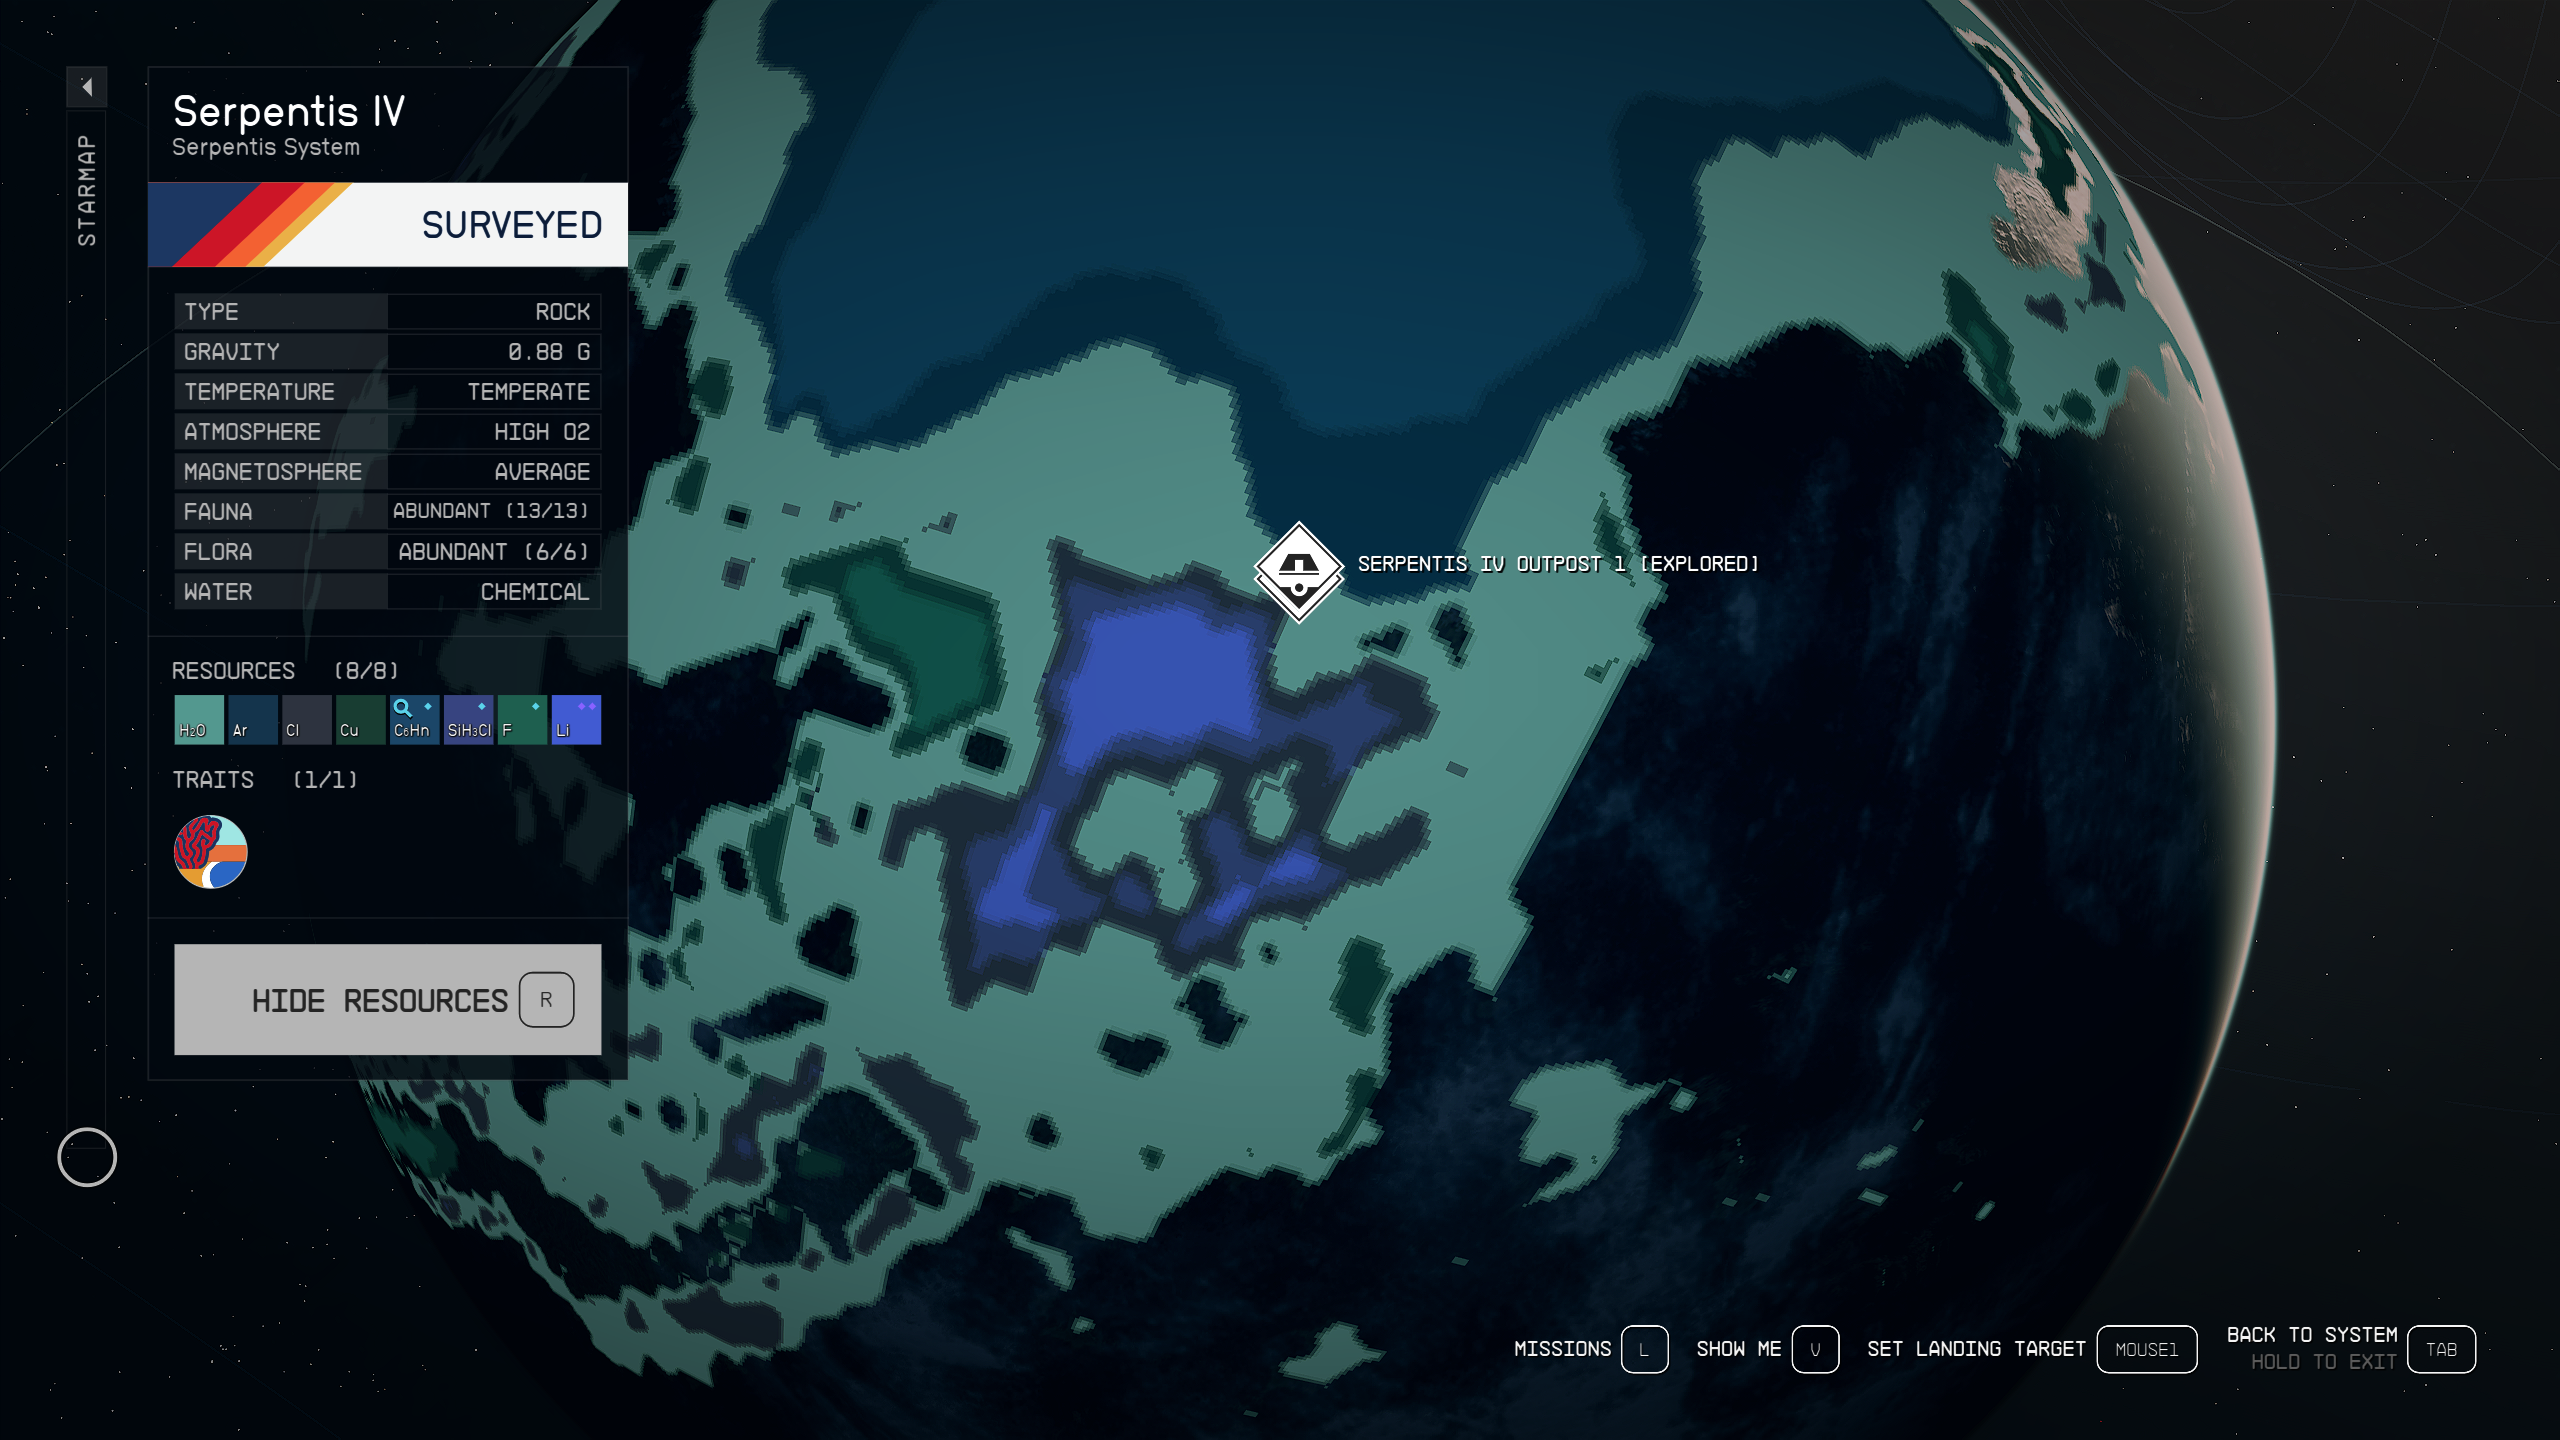 STARMAP
Serpentis IV
Serpentis System
SURVEYED
TYPE ROCK
GRAVITY 0.88 G
TEMPERATURE TEMPERATE
ATMOSPHERE HIGH O2
MAGNETOSPHERE AVERAGE
FAUNA ABUNDANT (13/13)
FLORA ABUNDANT (6/6)
WATER CHEMICAL
RESOURCES (8/8)
H₂O Ar Cl Cu C₆Hn SiH₃Cl F Li
TRAITS (1/1)
HIDE RESOURCES R
SERPENTIS IV OUTPOST 1 [EXPLORED]
MISSIONS L SHOW ME V SET LANDING TARGET MOUSE1 BACK TO SYSTEM TAB
HOLD TO EXIT